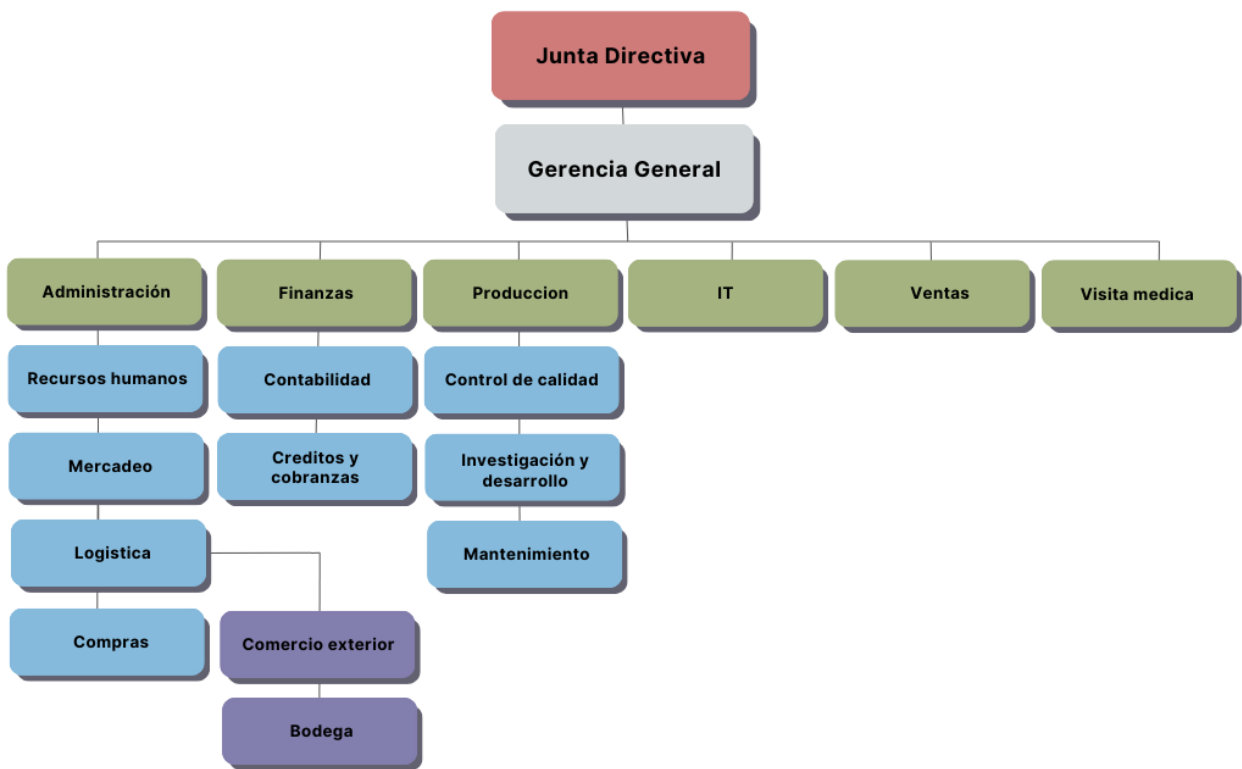 Junta Directiva
Gerencia General
Administración
Finanzas
Produccion
IT
Ventas
Visita medica
Recursos humanos
Contabilidad
Control de calidad
Mercadeo
Creditos y
cobranzas
Investigación y
desarrollo
Logistica
Mantenimiento
Compras
Comercio exterior
Bodega